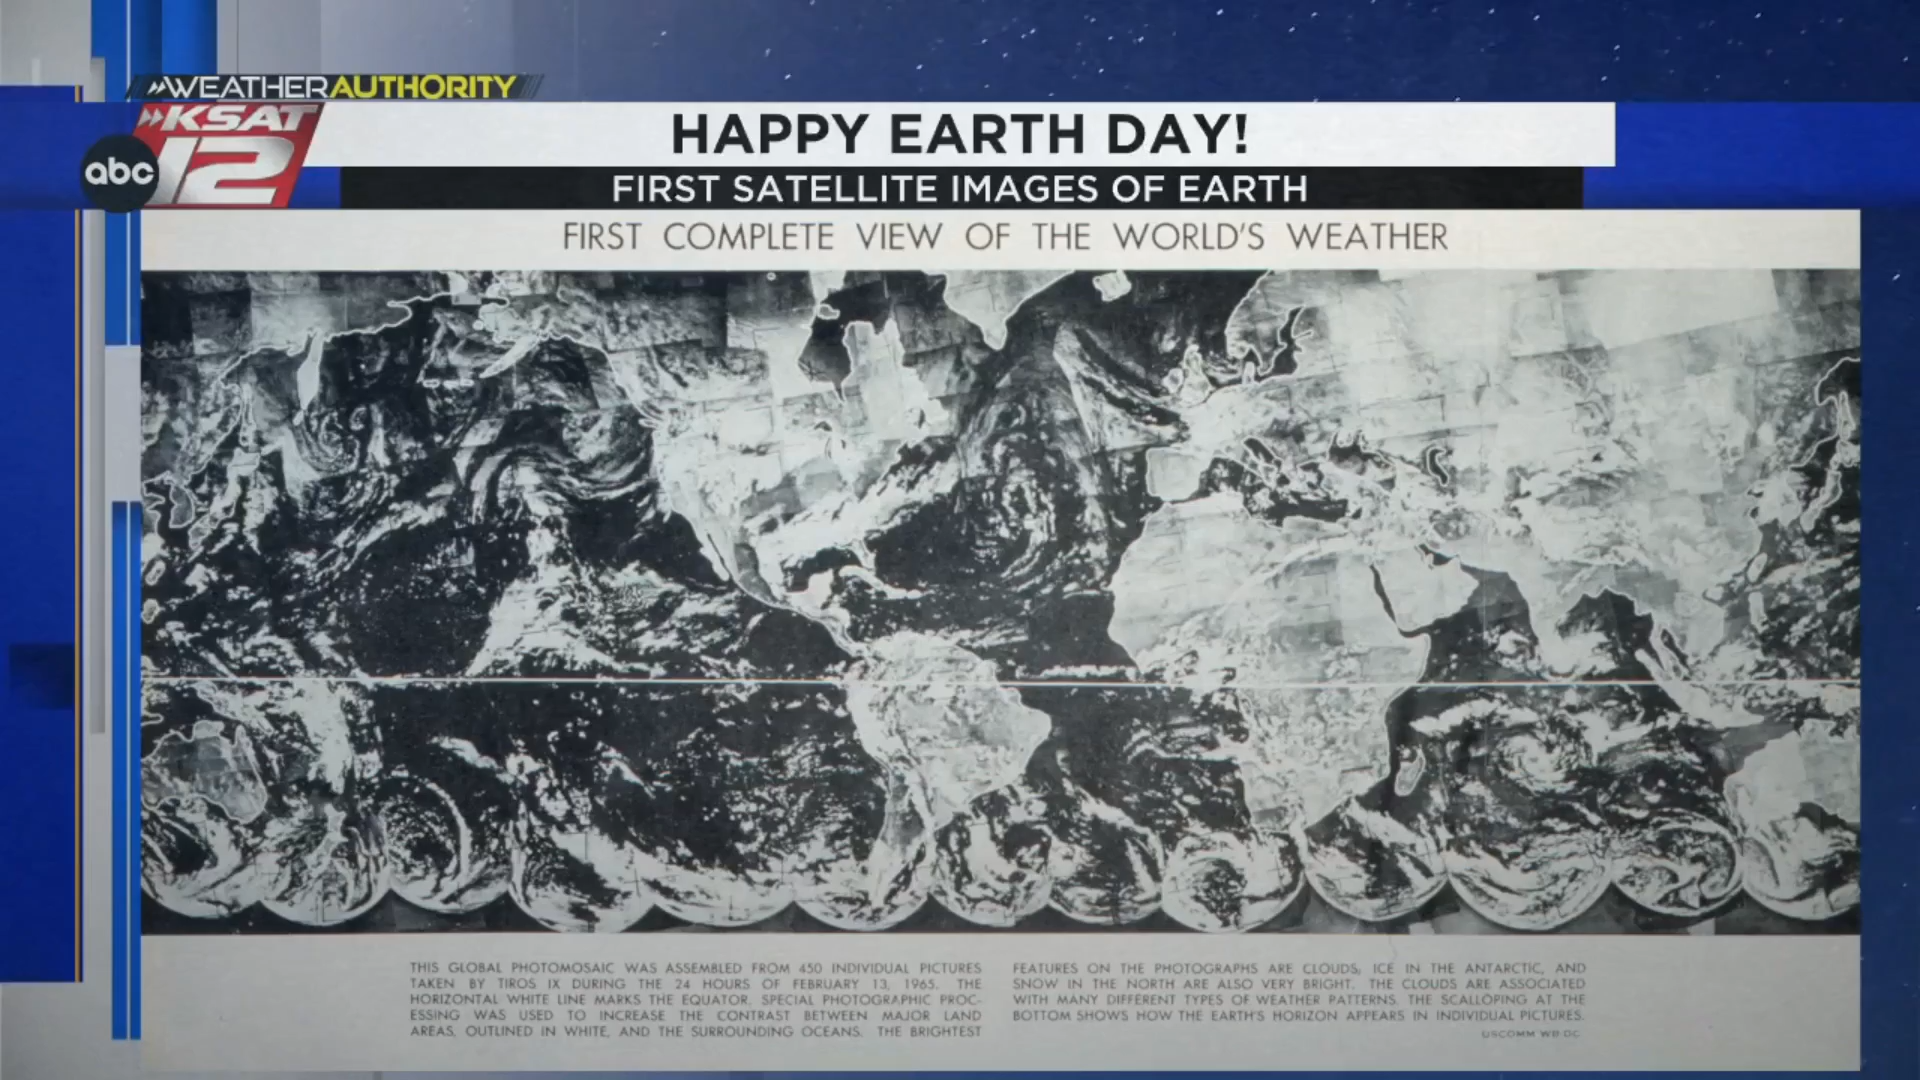 WEATHERAUTHORITY
KSAT
abc
12
HAPPY EARTH DAY!
FIRST SATELLITE IMAGES OF EARTH
FIRST COMPLETE VIEW OF THE WORLD'S WEATHER
THIS GLOBAL PHOTOMOSAIC WAS ASSEMBLED FROM 450 INDIVIDUAL PICTURES
TAKEN BY TIROS IX DURING THE 24 HOURS OF FEBRUARY 13, 1965. THE
HORIZONTAL WHITE LINE MARKS THE EQUATOR. SPECIAL PHOTOGRAPHIC PROC-
ESSING WAS USED TO INCREASE THE CONTRAST BETWEEN MAJOR LAND
AREAS, OUTLINED IN WHITE, AND THE SURROUNDING OCEANS. THE BRIGHTEST
FEATURES ON THE PHOTOGRAPHS ARE CLOUDS; ICE IN THE ANTARCTIC, AND
SNOW IN THE NORTH ARE ALSO VERY BRIGHT. THE CLOUDS ARE ASSOCIATED
WITH MANY DIFFERENT TYPES OF WEATHER PATTERNS. THE SCALLOPING AT THE
BOTTOM SHOWS HOW THE EARTH'S HORIZON APPEARS IN INDIVIDUAL PICTURES.
USCOMM WB DC